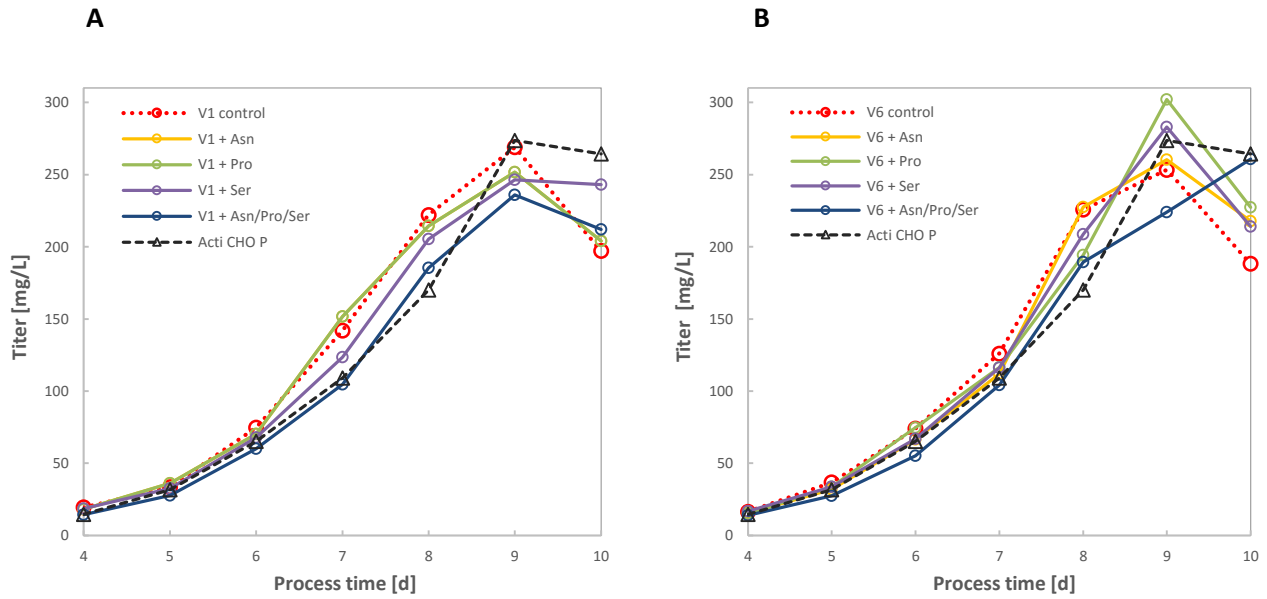 A
B
300
250
200
150
100
50
0
Titer [mg/L]
V1 control
V1 + Asn
V1 + Pro
V1 + Ser
V1 + Asn/Pro/Ser
Acti CHO P
4 5 6 7 8 9 10
Process time [d]
300
250
200
150
100
50
0
Titer [mg/L]
V6 control
V6 + Asn
V6 + Pro
V6 + Ser
V6 + Asn/Pro/Ser
Acti CHO P
4 5 6 7 8 9 10
Process time [d]